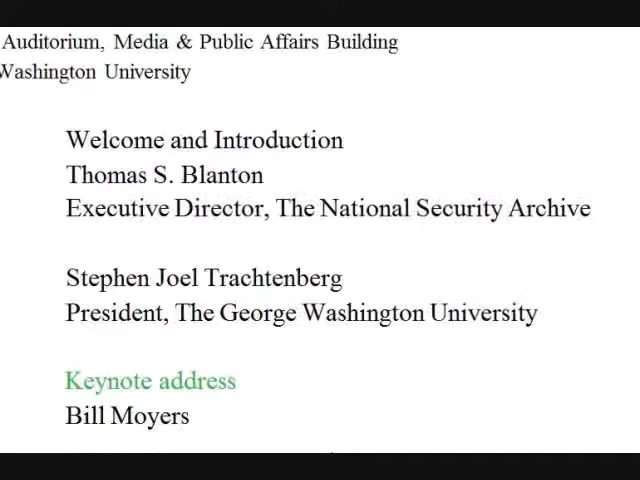 Auditorium, Media & Public Affairs Building
Washington University
Welcome and Introduction
Thomas S. Blanton
Executive Director, The National Security Archive
Stephen Joel Trachtenberg
President, The George Washington University
Keynote address
Bill Moyers